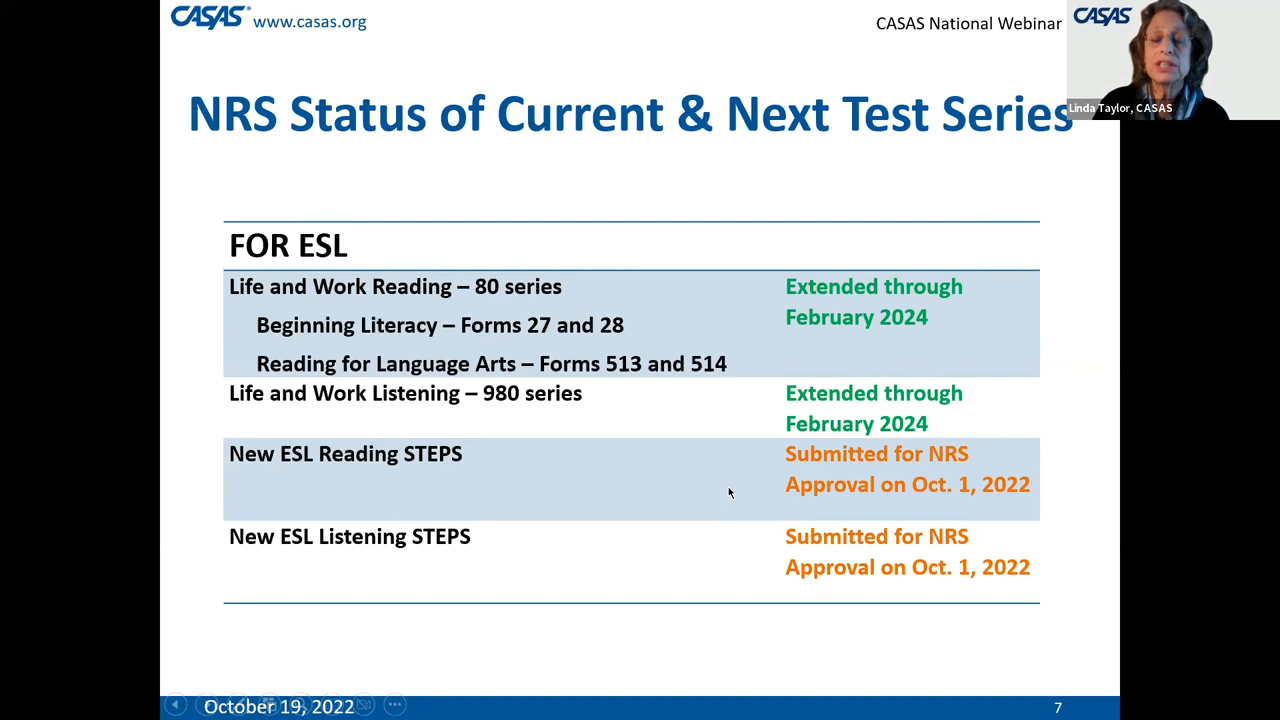 CASAS® www.casas.org
CASAS National Webinar
CASAS
Linda Taylor, CASAS
NRS Status of Current & Next Test Series
FOR ESL
Life and Work Reading – 80 series
Extended through
February 2024
Beginning Literacy – Forms 27 and 28
Reading for Language Arts – Forms 513 and 514
Life and Work Listening – 980 series
Extended through
February 2024
New ESL Reading STEPS
Submitted for NRS
Approval on Oct. 1, 2022
New ESL Listening STEPS
Submitted for NRS
Approval on Oct. 1, 2022
October 19, 2022
7